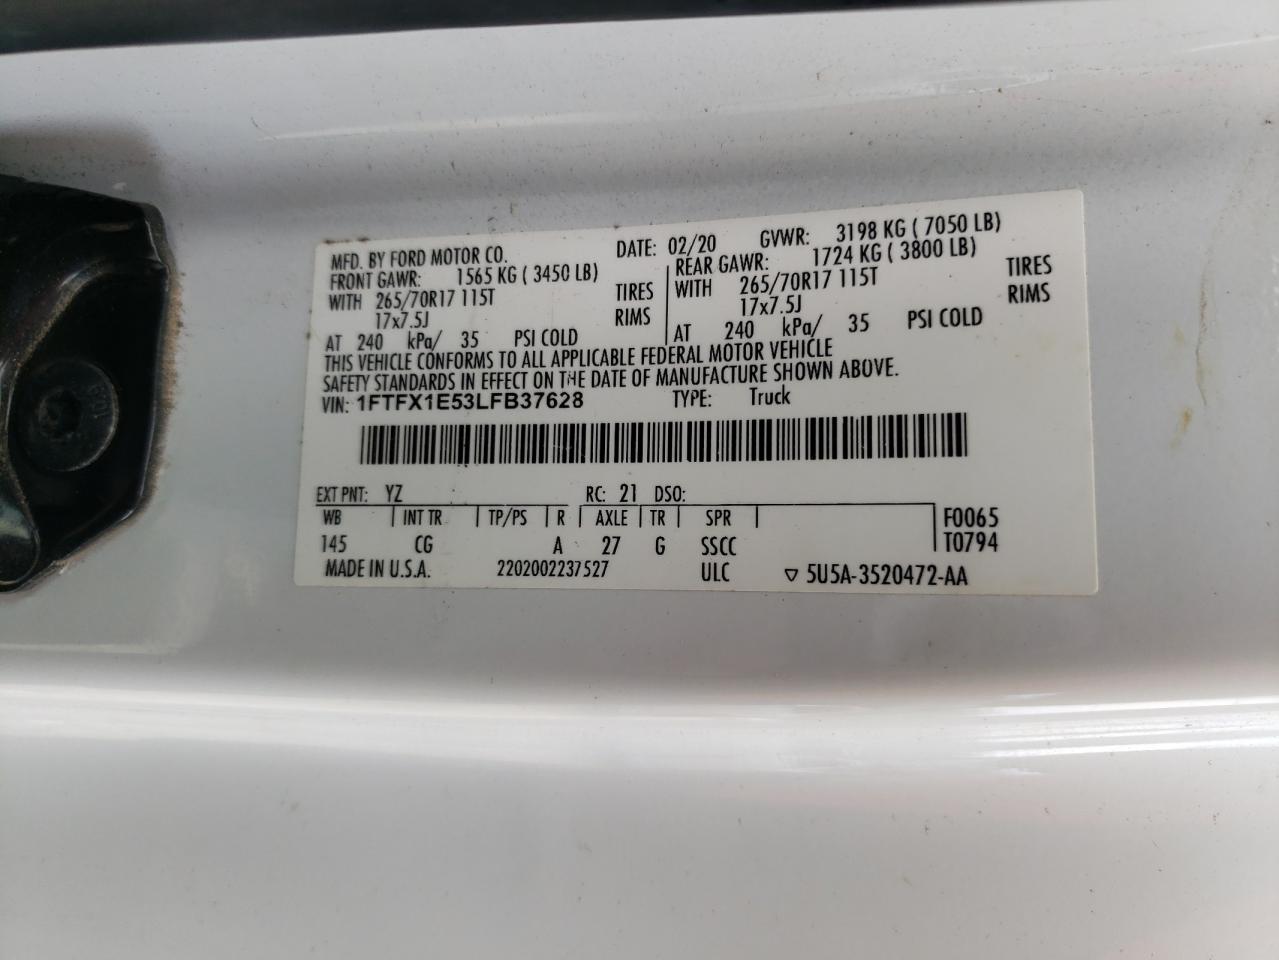 MFD. BY FORD MOTOR CO. DATE: 02/20 GVWR: 3198 KG ( 7050 LB)
FRONT GAWR: 1565 KG ( 3450 LB) REAR GAWR: 1724 KG ( 3800 LB)
WITH 265/70R17 115T TIRES WITH 265/70R17 115T TIRES
17x7.5J RIMS 17x7.5J RIMS
AT 240 kPa/ 35 PSI COLD AT 240 kPa/ 35 PSI COLD
THIS VEHICLE CONFORMS TO ALL APPLICABLE FEDERAL MOTOR VEHICLE
SAFETY STANDARDS IN EFFECT ON THE DATE OF MANUFACTURE SHOWN ABOVE.
VIN: 1FTFX1E53LFB37628 TYPE: Truck
EXT PNT: YZ RC: 21 DSO:
WB INT TR TP/PS R AXLE TR SPR F0065
145 CG A 27 G SSCC T0794
MADE IN U.S.A. 2202002237527 ULC ▽ 5U5A-3520472-AA